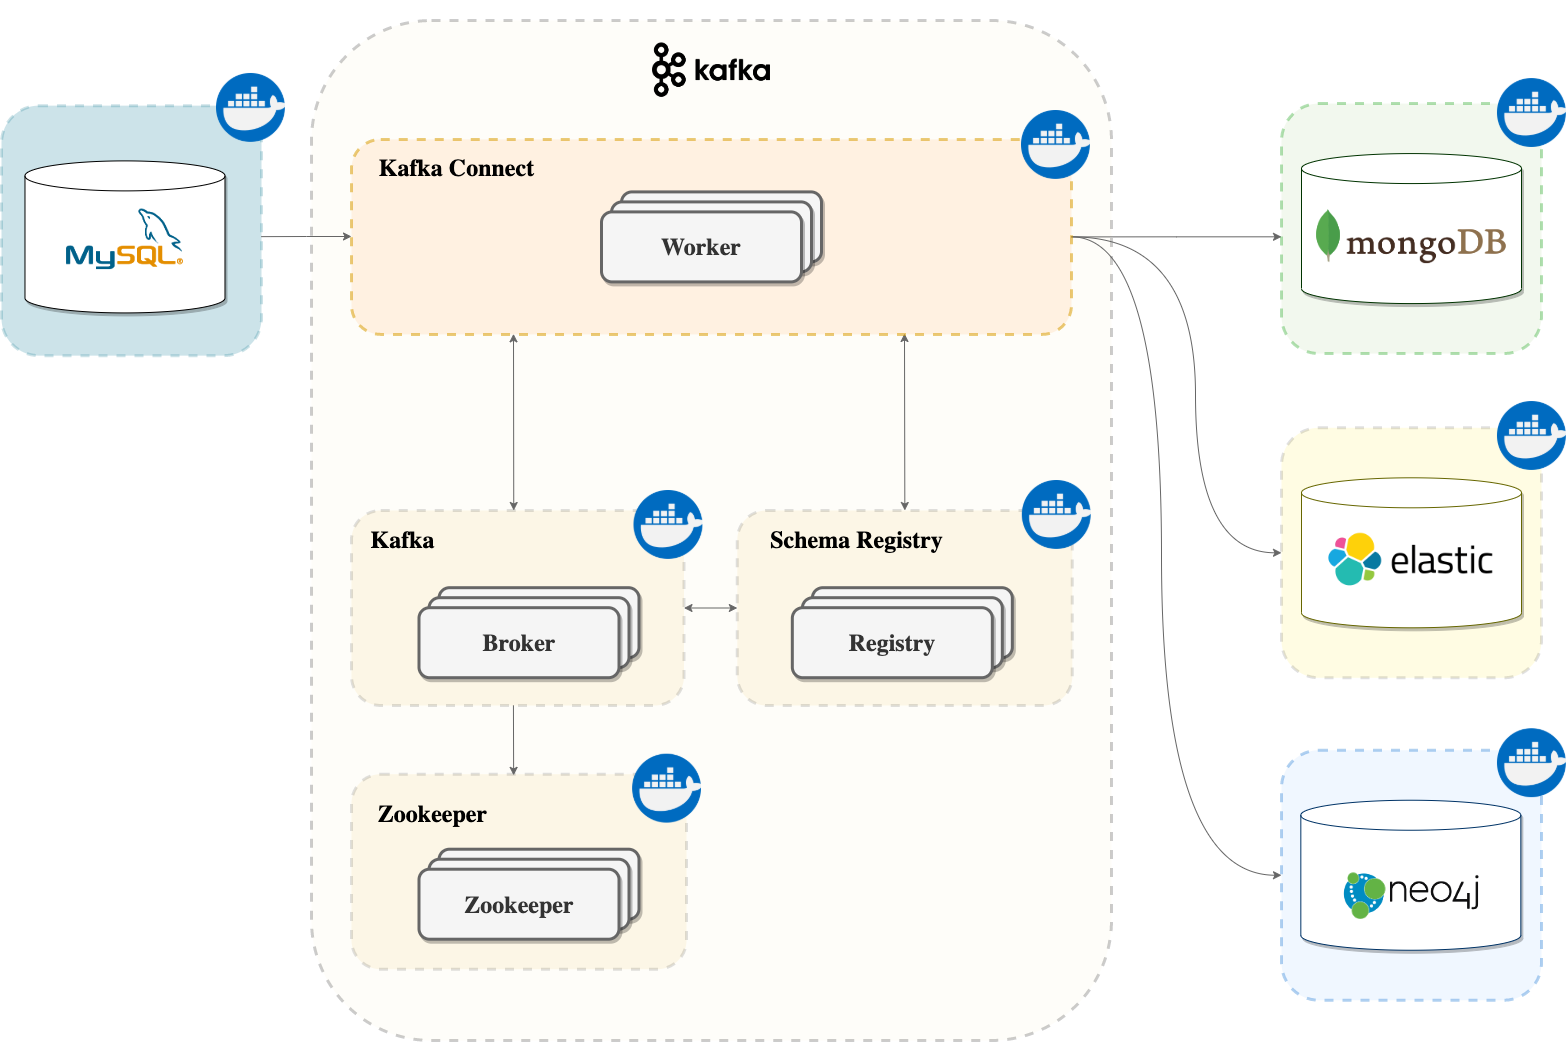 kafka
Kafka Connect
Worker
MySQL®
mongoDB
Kafka
Broker
Schema Registry
Registry
elastic
Zookeeper
Zookeeper
neo4j